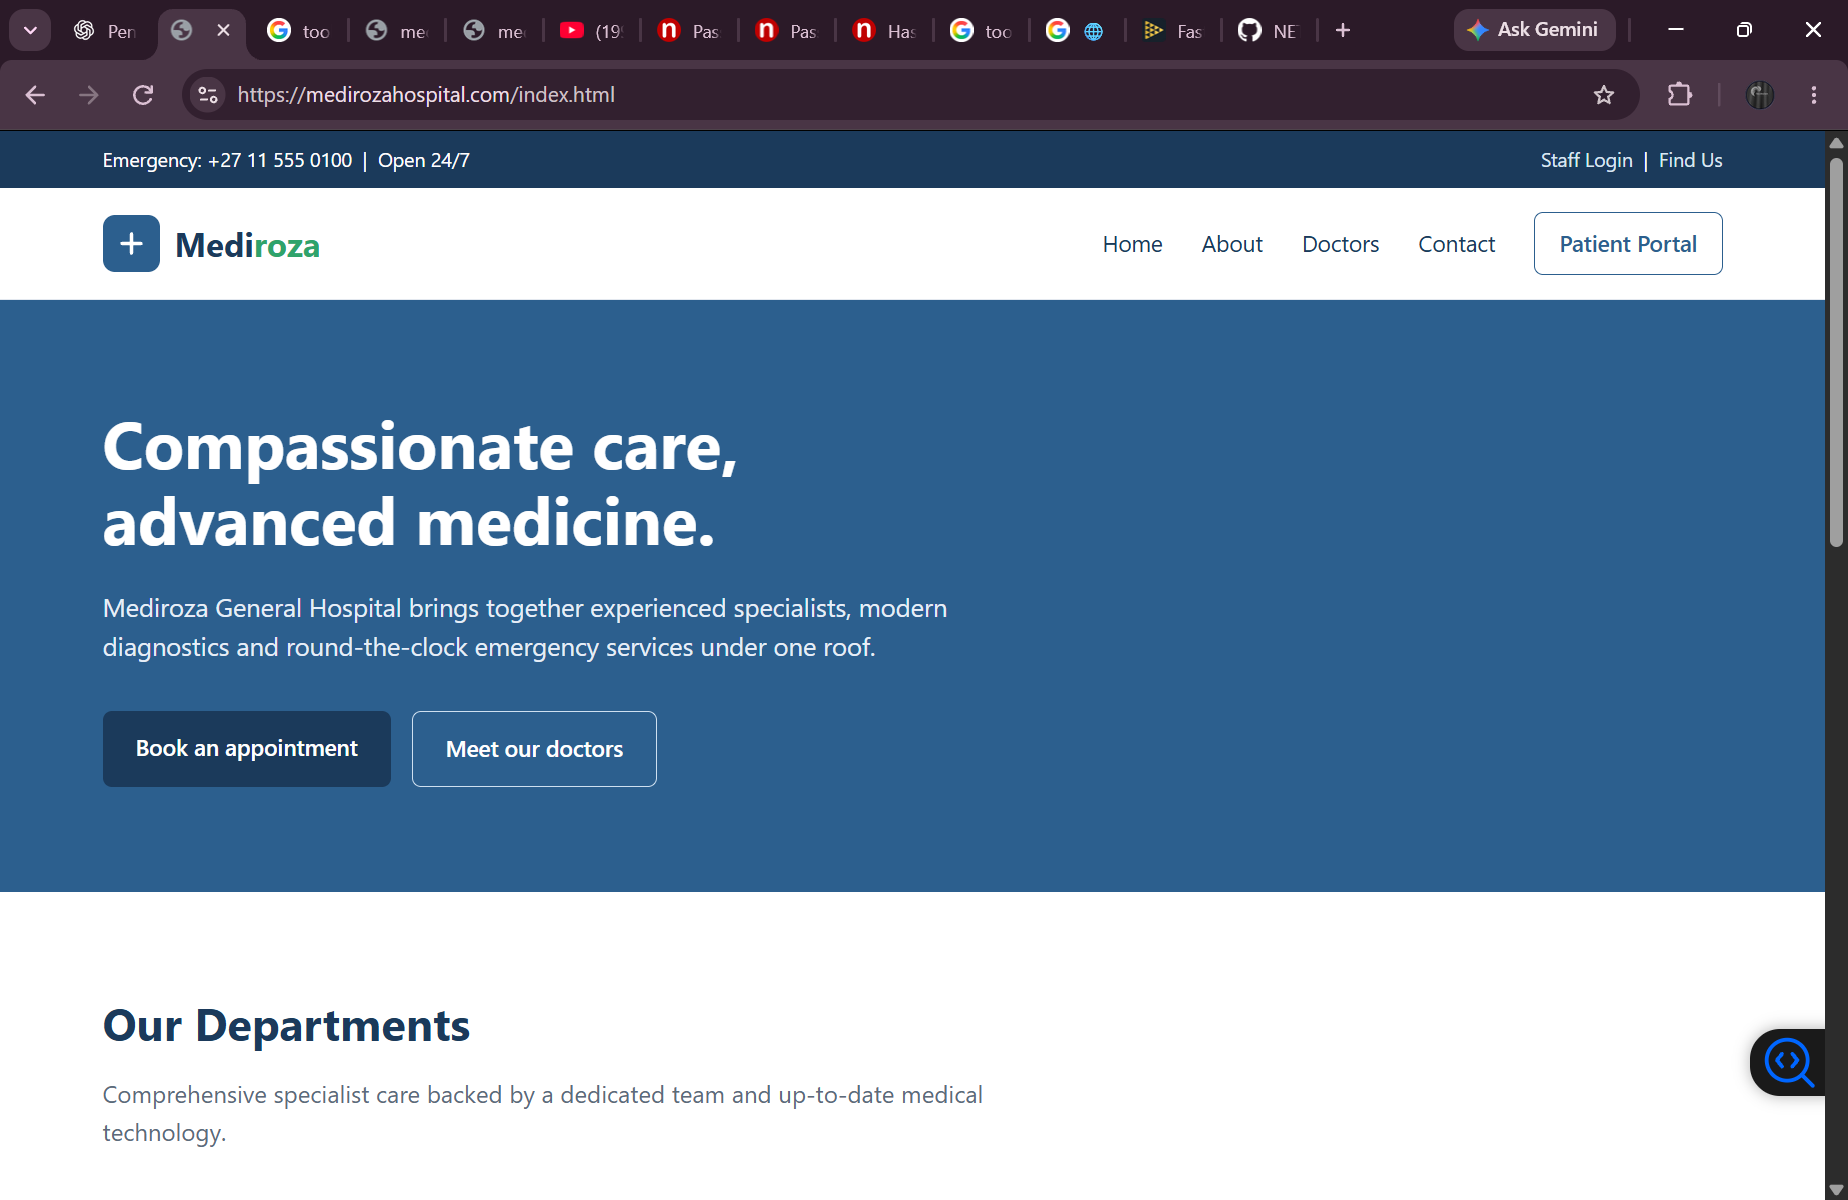 Pen
too
me
me
(19
Pas
Pas
Has
too
Fas
NE
Ask Gemini
https://medirozahospital.com/index.html
Emergency: +27 11 555 0100 | Open 24/7
Staff Login | Find Us
Mediroza
Home
About
Doctors
Contact
Patient Portal
Compassionate care,
advanced medicine.
Mediroza General Hospital brings together experienced specialists, modern
diagnostics and round-the-clock emergency services under one roof.
Book an appointment
Meet our doctors
Our Departments
Comprehensive specialist care backed by a dedicated team and up-to-date medical
technology.